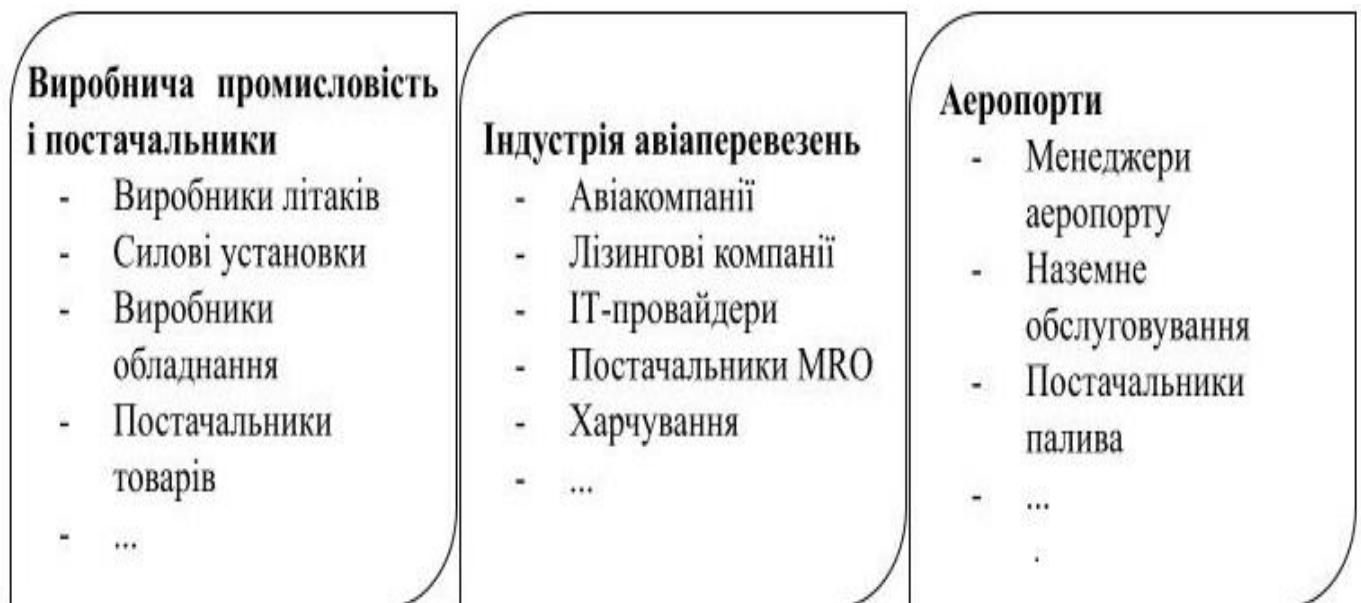 Виробнича промисловість
і постачальники
- Виробники літаків
- Силові установки
- Виробники
обладнання
- Постачальники
товарів
- ...
Індустрія авіаперевезень
- Авіакомпанії
- Лізингові компанії
- ІТ-провайдери
- Постачальники MRO
- Харчування
- ...
Аеропорти
- Менеджери
аеропорту
- Наземне
обслуговування
- Постачальники
палива
- ...
.